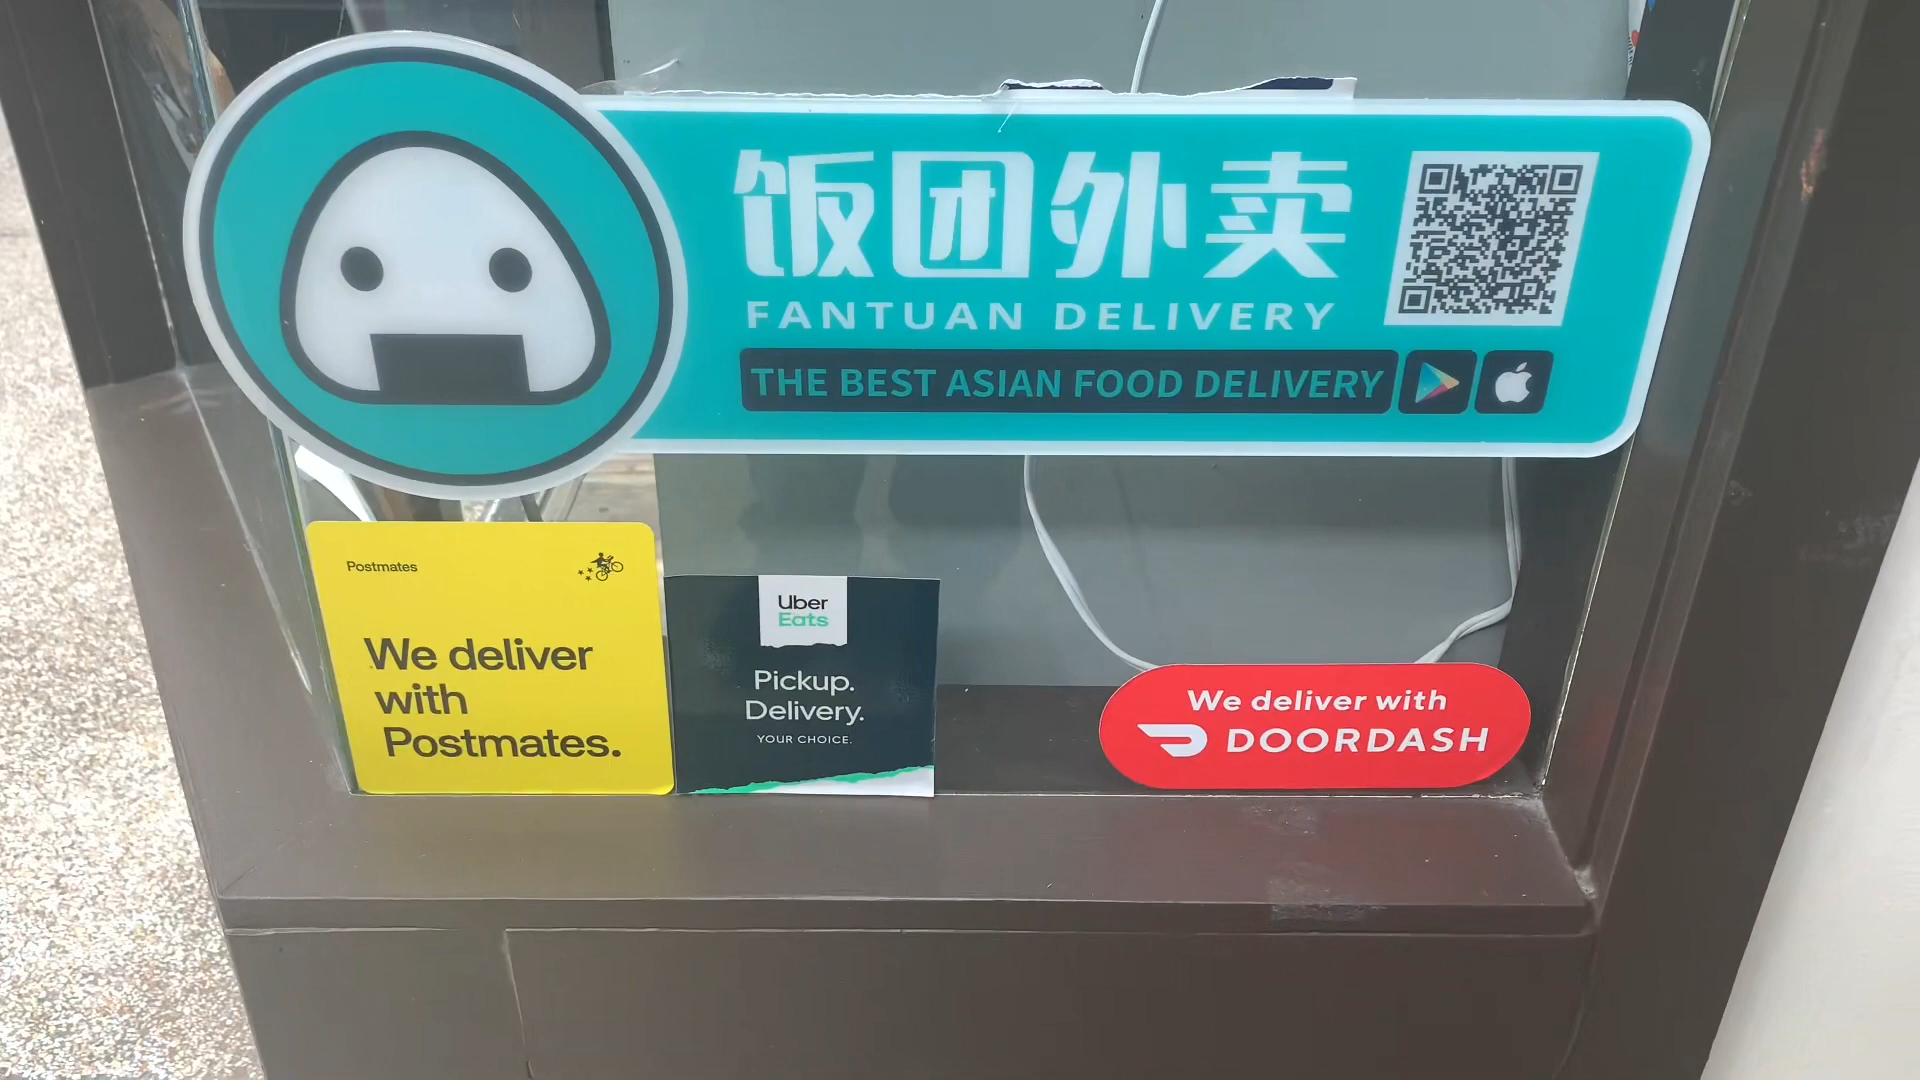 饭团外卖
FANTUAN DELIVERY
THE BEST ASIAN FOOD DELIVERY
Postmates
We deliver
with
Postmates.
Uber
Eats
Pickup.
Delivery.
YOUR CHOICE.
We deliver with
DOORDASH